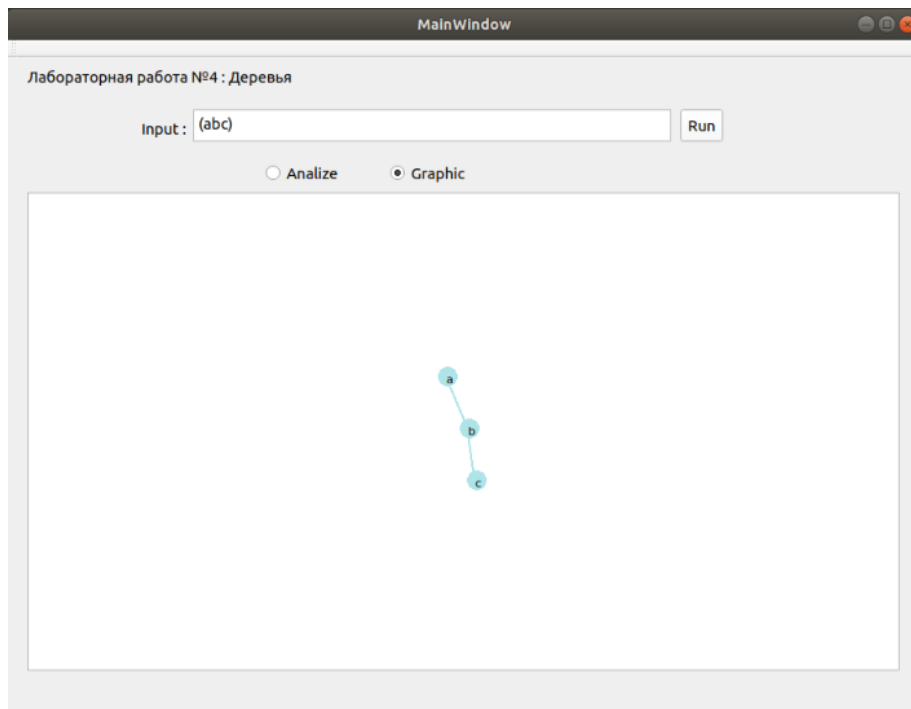 MainWindow
Лабораторная работа №4 : Деревья
Input : (abc) Run
Analize Graphic
a
b
c